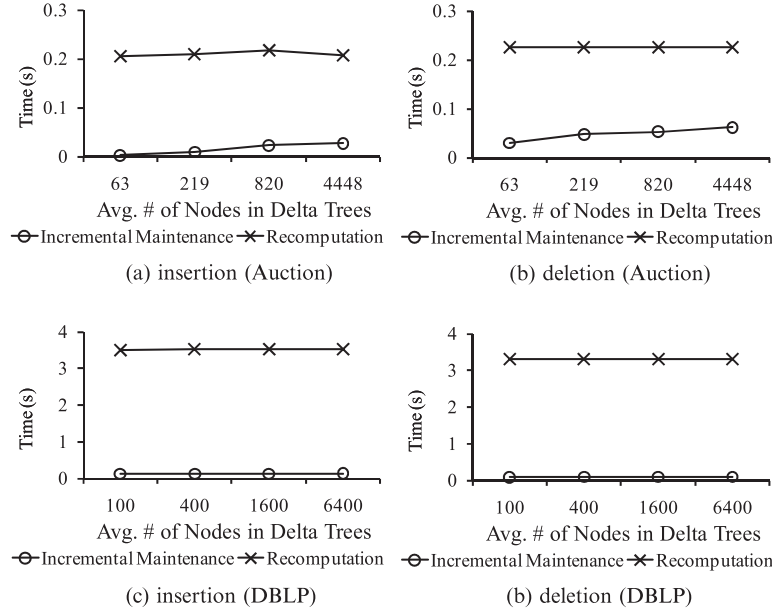 0.3
0.2
0.1
0
Time(s)
63 219 820 4448
Avg. # of Nodes in Delta Trees
Incremental Maintenance Recomputation
(a) insertion (Auction)
0.3
0.2
0.1
0
Time(s)
63 219 820 4448
Avg. # of Nodes in Delta Trees
Incremental Maintenance Recomputation
(b) deletion (Auction)
4
3
2
1
0
Time(s)
100 400 1600 6400
Avg. # of Nodes in Delta Trees
Incremental Maintenance Recomputation
(c) insertion (DBLP)
4
3
2
1
0
Time(s)
100 400 1600 6400
Avg. # of Nodes in Delta Trees
Incremental Maintenance Recomputation
(b) deletion (DBLP)